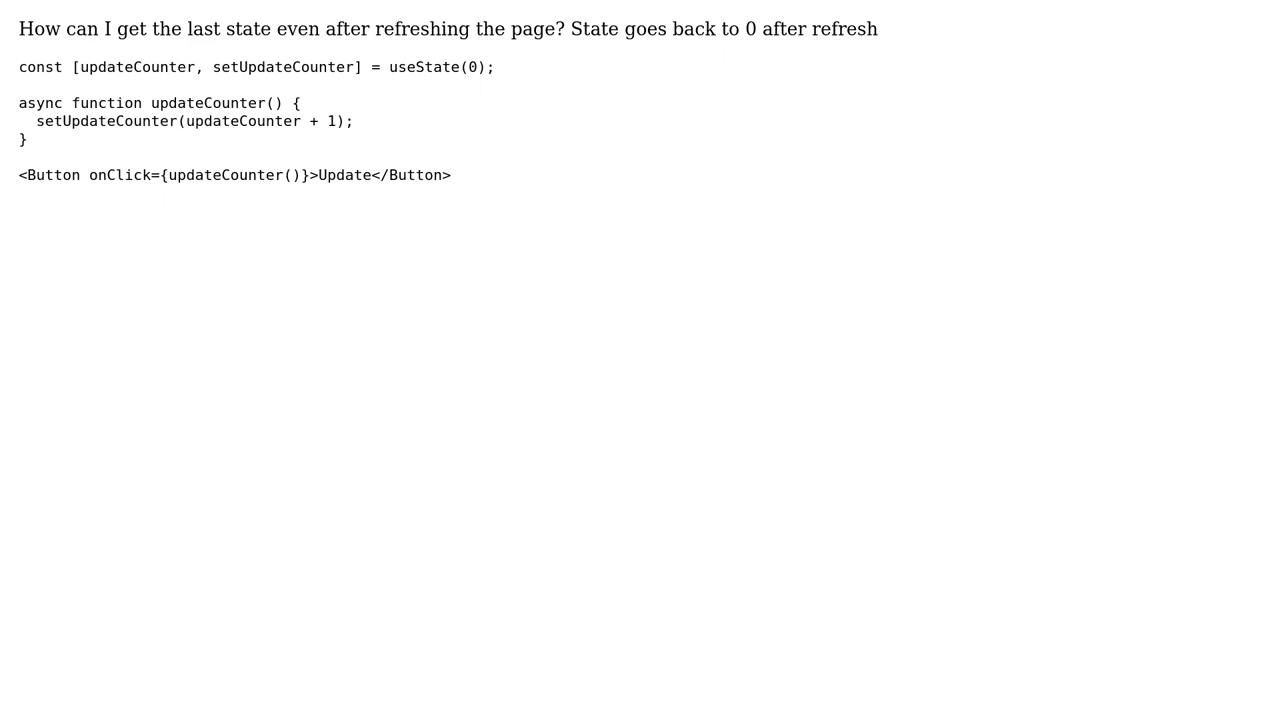 How can I get the last state even after refreshing the page? State goes back to 0 after refresh
const [updateCounter, setUpdateCounter] = useState(0);
async function updateCounter() {
  setUpdateCounter(updateCounter + 1);
}
<Button onClick={updateCounter()}>Update</Button>